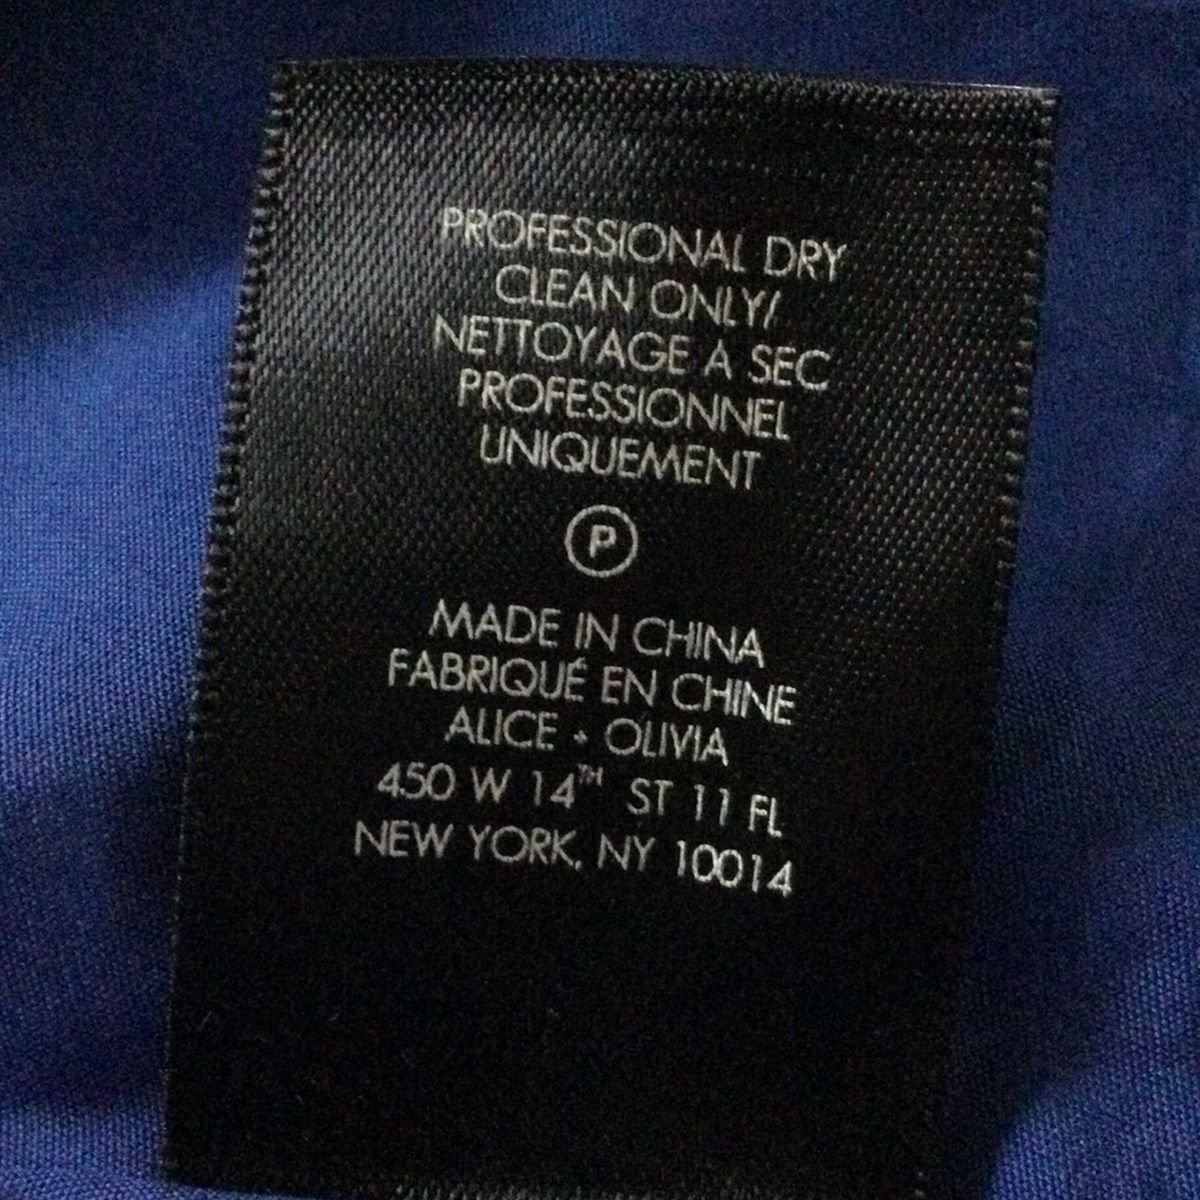 PROFESSIONAL DRY
CLEAN ONLY/
NETTOYAGE A SEC
PROFESSIONNEL
UNIQUEMENT
P
MADE IN CHINA
FABRIQUÉ EN CHINE
ALICE + OLIVIA
450 W 14TH ST 11 FL
NEW YORK, NY 10014